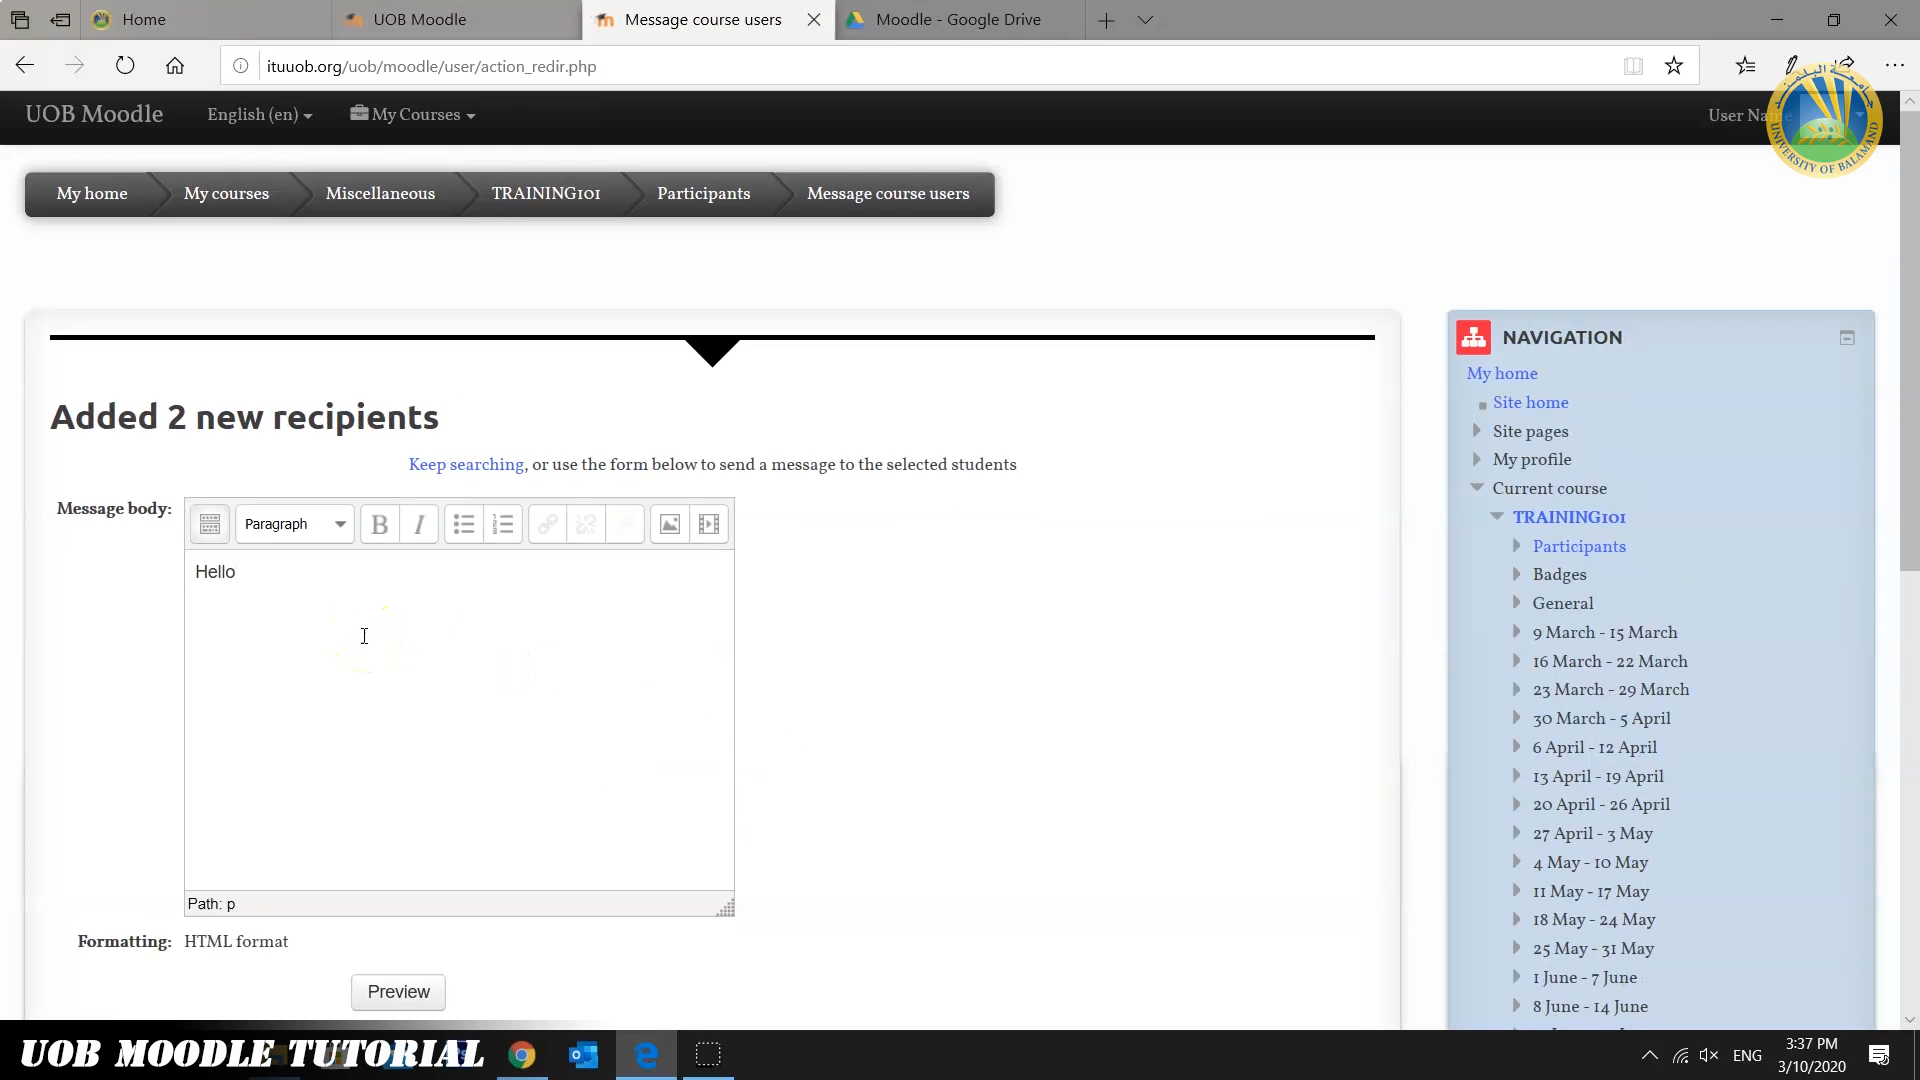 Home
UOB Moodle
Message course users
Moodle - Google Drive
ituuob.org/uob/moodle/user/action_redir.php
UOB Moodle
English (en)
My Courses
User
جامعة البلمند
UNIVERSITY OF BALAMAND
My home
My courses
Miscellaneous
TRAINING101
Participants
Message course users
Added 2 new recipients
Keep searching, or use the form below to send a message to the selected students
Message body:
Paragraph
B
I
Hello
Path: p
Formatting: HTML format
Preview
NAVIGATION
My home
Site home
Site pages
My profile
Current course
TRAINING101
Participants
Badges
General
9 March - 15 March
16 March - 22 March
23 March - 29 March
30 March - 5 April
6 April - 12 April
13 April - 19 April
20 April - 26 April
27 April - 3 May
4 May - 10 May
11 May - 17 May
18 May - 24 May
25 May - 31 May
1 June - 7 June
8 June - 14 June
UOB MOODLE TUTORIAL
ENG
3:37 PM
3/10/2020